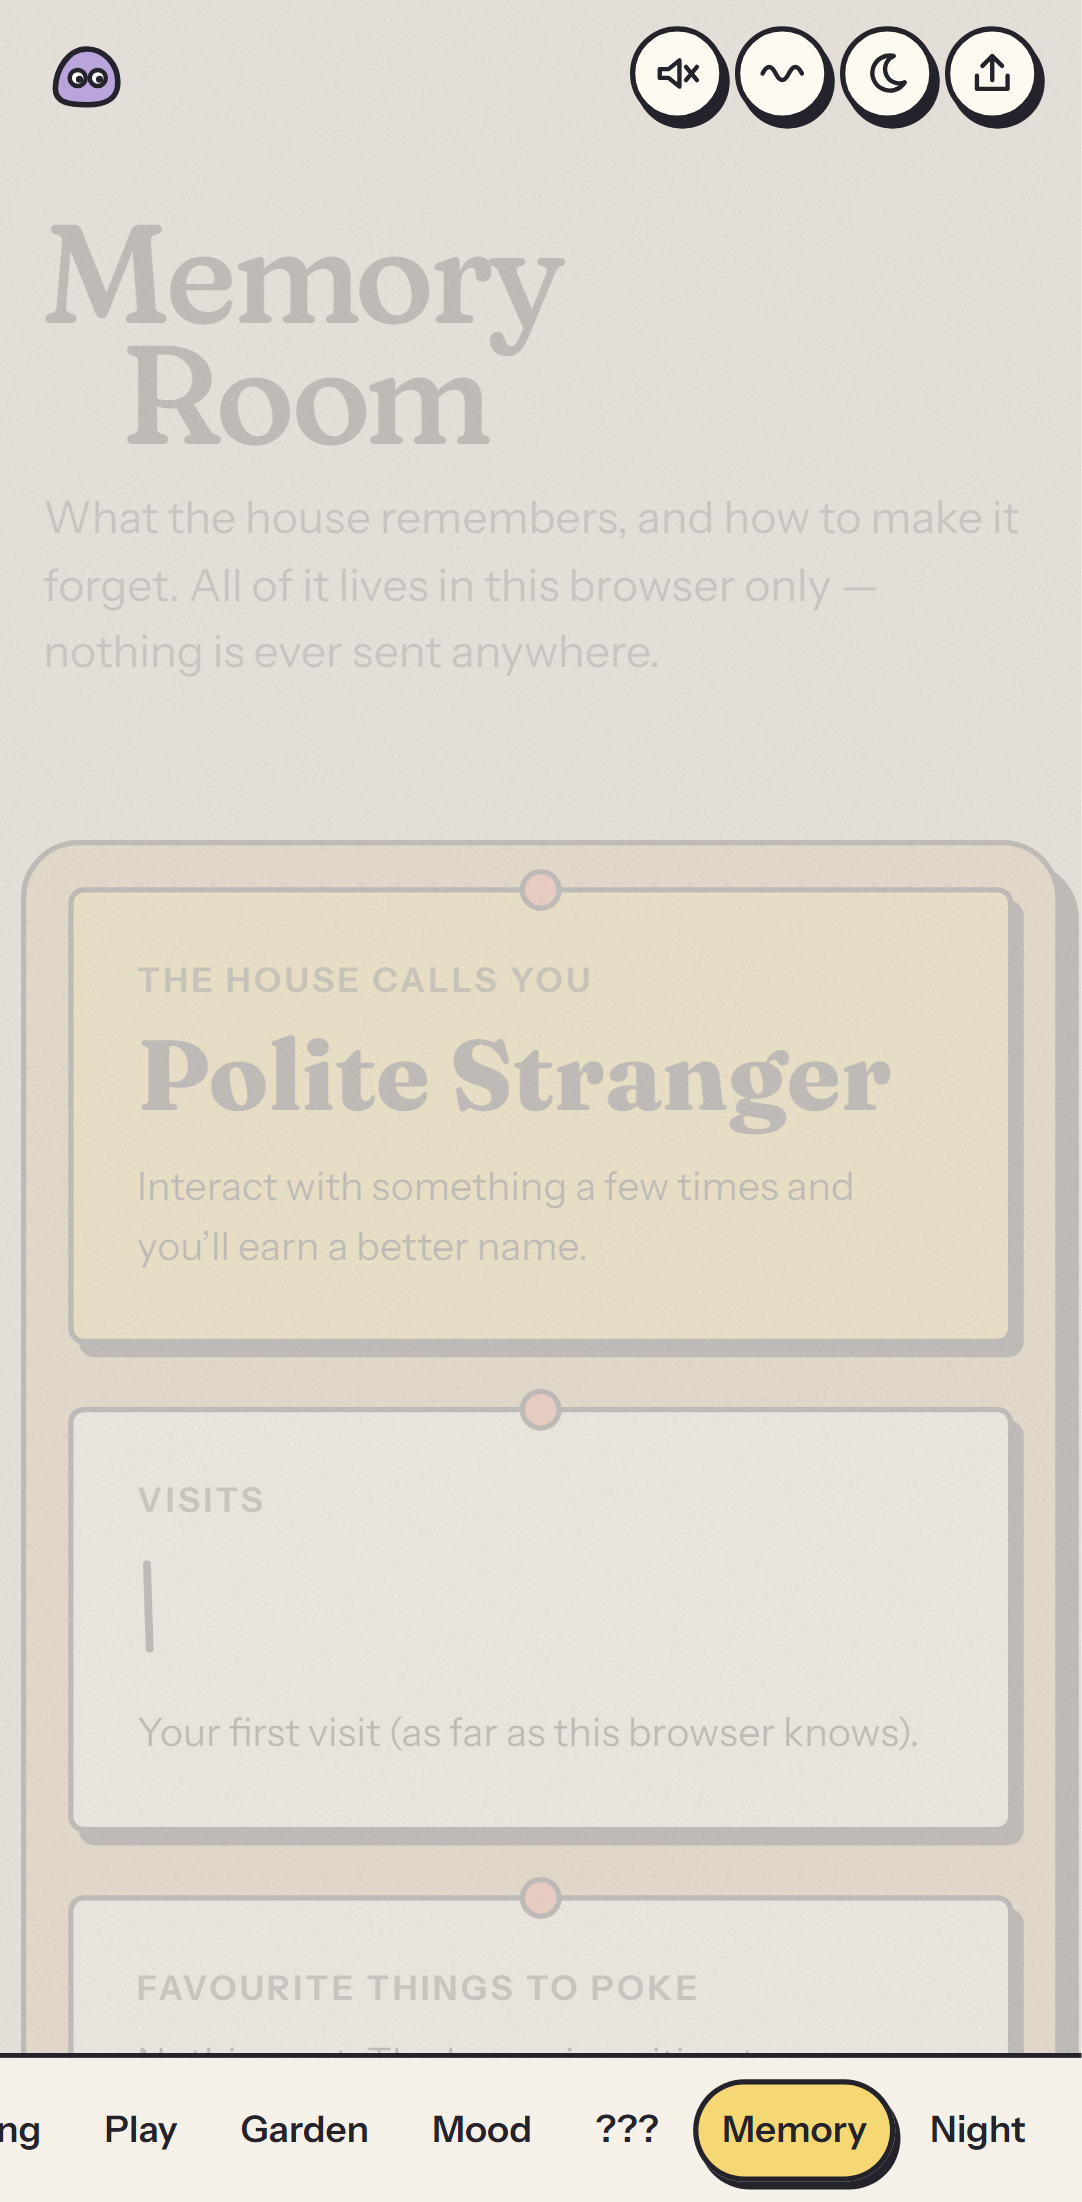 Memory
Room
What the house remembers, and how to make it
forget. All of it lives in this browser only —
nothing is ever sent anywhere.
THE HOUSE CALLS YOU
Polite Stranger
Interact with something a few times and
you’ll earn a better name.
VISITS
Your first visit (as far as this browser knows).
FAVOURITE THINGS TO POKE
ng Play Garden Mood ??? Memory Night